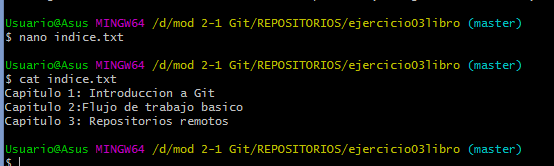 Usuario@Asus MINGW64 /d/mod 2-1 Git/REPOSITORIOS/ejercicio03libro (master)
$ nano indice.txt
Usuario@Asus MINGW64 /d/mod 2-1 Git/REPOSITORIOS/ejercicio03libro (master)
$ cat indice.txt
Capitulo 1: Introduccion a Git
Capitulo 2:Flujo de trabajo basico
Capitulo 3: Repositorios remotos
Usuario@Asus MINGW64 /d/mod 2-1 Git/REPOSITORIOS/ejercicio03libro (master)
$